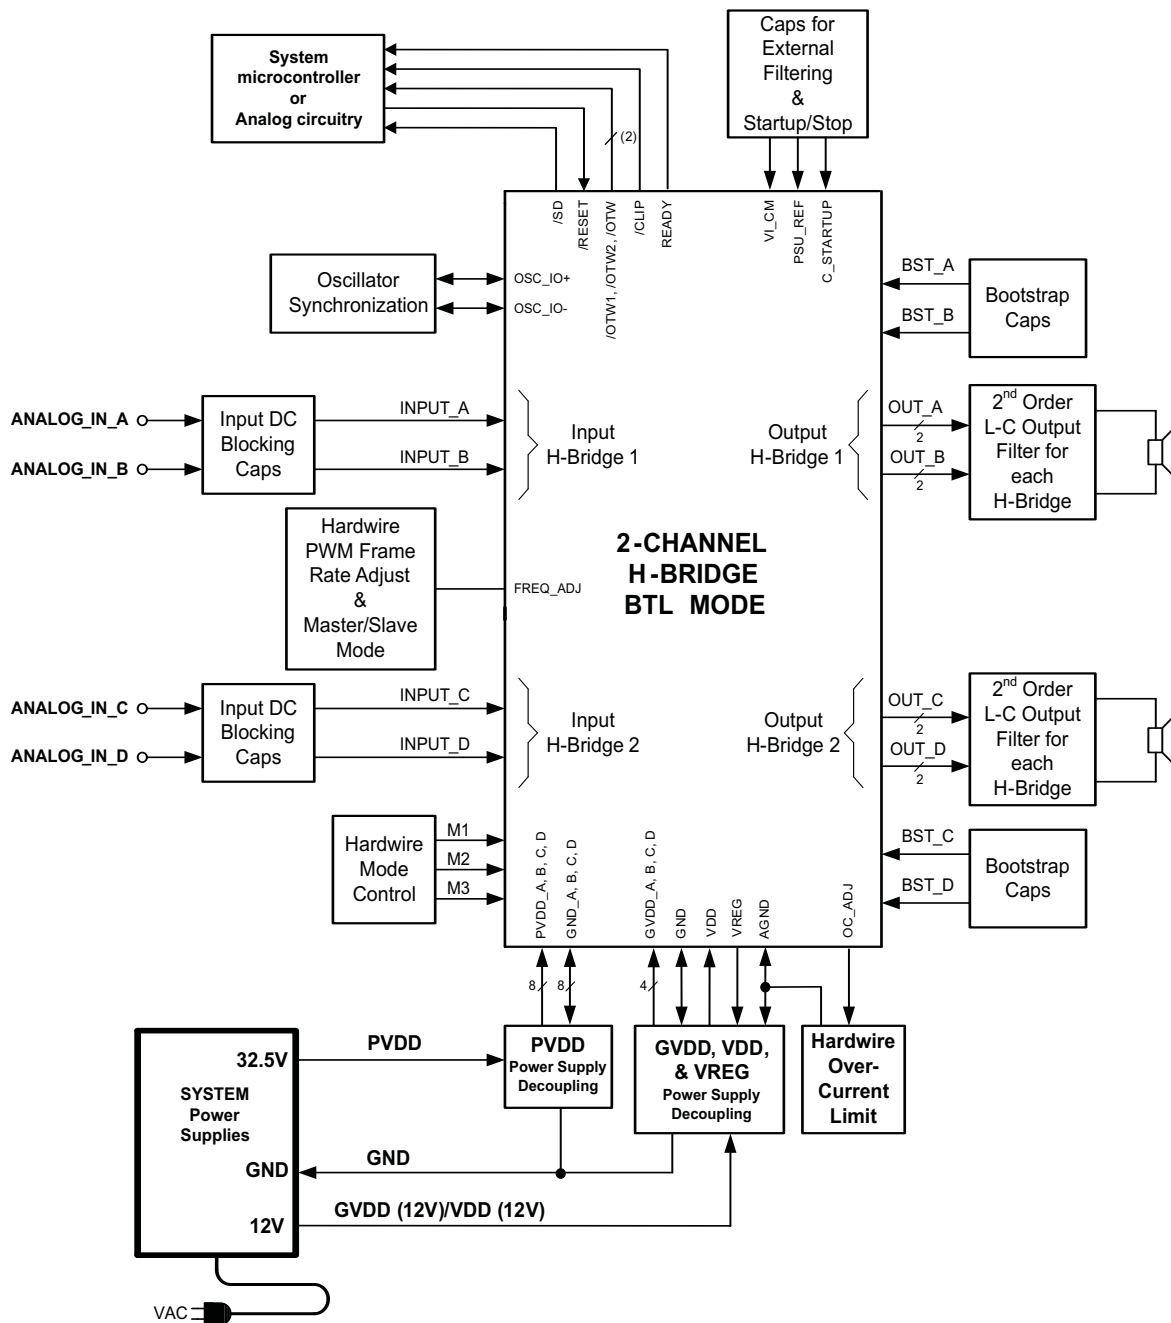 System
microcontroller
or
Analog circuitry
Caps for
External
Filtering
&
Startup/Stop
(2)
/SD
/RESET
/OTW1, /OTW2, /OTW
/CLIP
READY
VI_CM
PSU_REF
C_STARTUP
Oscillator
Synchronization
OSC_IO+
OSC_IO-
BST_A
BST_B
Bootstrap
Caps
ANALOG_IN_A
ANALOG_IN_B
Input DC
Blocking
Caps
INPUT_A
INPUT_B
Input
H-Bridge 1
Output
H-Bridge 1
OUT_A
2
OUT_B
2
2nd Order
L-C Output
Filter for
each
H-Bridge
Hardwire
PWM Frame
Rate Adjust
&
Master/Slave
Mode
FREQ_ADJ
2-CHANNEL
H-BRIDGE
BTL MODE
ANALOG_IN_C
ANALOG_IN_D
Input DC
Blocking
Caps
INPUT_C
INPUT_D
Input
H-Bridge 2
Output
H-Bridge 2
OUT_C
2
OUT_D
2
2nd Order
L-C Output
Filter for
each
H-Bridge
Hardwire
Mode
Control
M1
M2
M3
PVDD_A, B, C, D
GND_A, B, C, D
GVDD_A, B, C, D
GND
VDD
VREG
AGND
OC_ADJ
BST_C
BST_D
Bootstrap
Caps
8
8
4
SYSTEM
Power
Supplies
32.5V
GND
12V
PVDD
PVDD
Power Supply
Decoupling
GVDD, VDD,
& VREG
Power Supply
Decoupling
Hardwire
Over-
Current
Limit
GND
GVDD (12V)/VDD (12V)
VAC